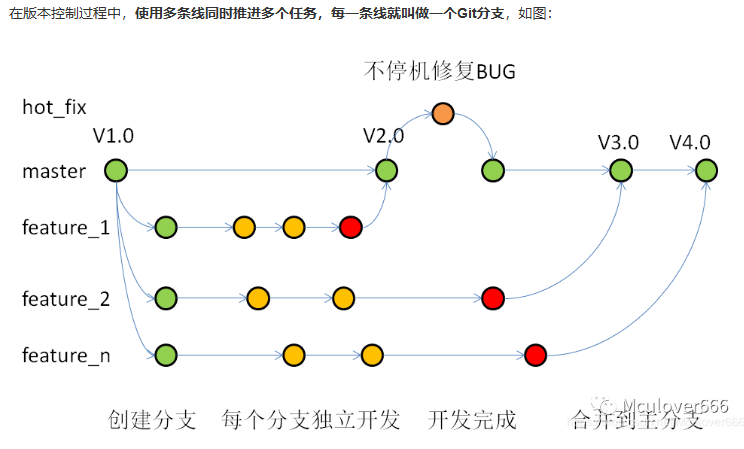 在版本控制过程中，使用多条线同时推进多个任务，每一条线就叫做一个Git分支，如图：
不停机修复BUG
hot_fix
V1.0
V2.0
V3.0
V4.0
master
feature_1
feature_2
feature_n
创建分支
每个分支独立开发
开发完成
合并到主分支
Mculover666